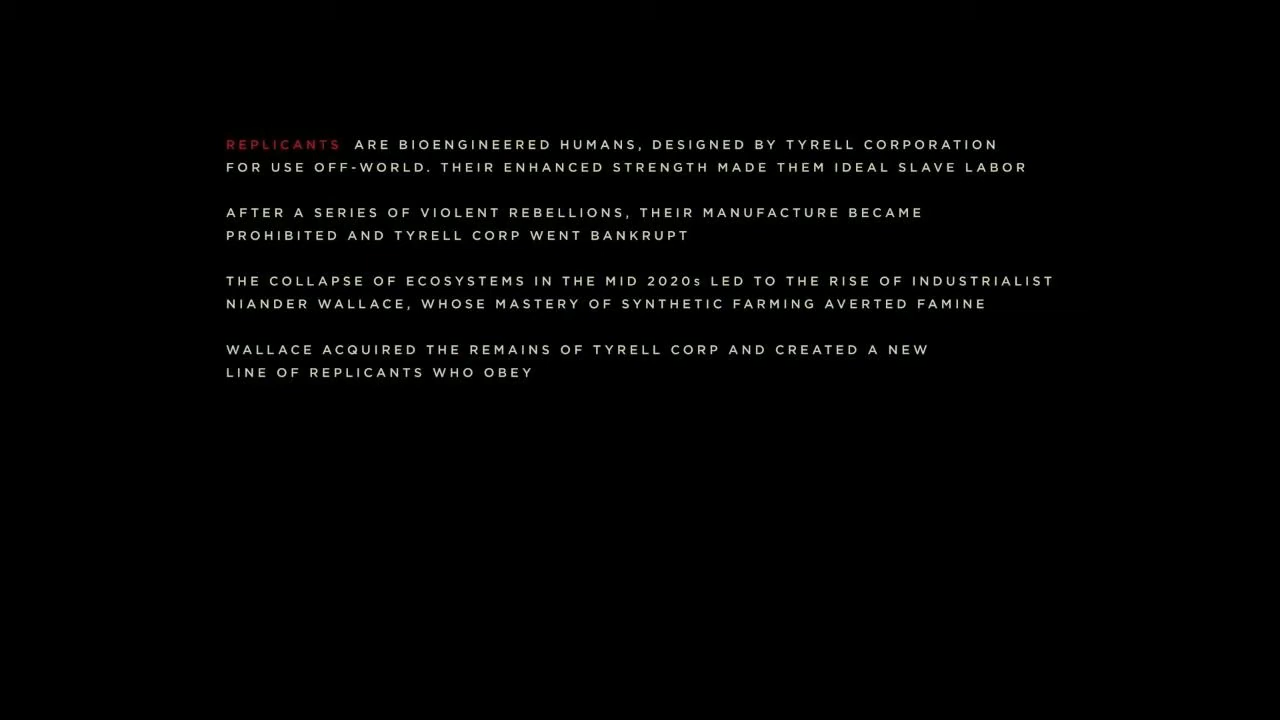 REPLICANTS ARE BIOENGINEERED HUMANS, DESIGNED BY TYRELL CORPORATION
FOR USE OFF-WORLD. THEIR ENHANCED STRENGTH MADE THEM IDEAL SLAVE LABOR
AFTER A SERIES OF VIOLENT REBELLIONS, THEIR MANUFACTURE BECAME
PROHIBITED AND TYRELL CORP WENT BANKRUPT
THE COLLAPSE OF ECOSYSTEMS IN THE MID 2020s LED TO THE RISE OF INDUSTRIALIST
NIANDER WALLACE, WHOSE MASTERY OF SYNTHETIC FARMING AVERTED FAMINE
WALLACE ACQUIRED THE REMAINS OF TYRELL CORP AND CREATED A NEW
LINE OF REPLICANTS WHO OBEY